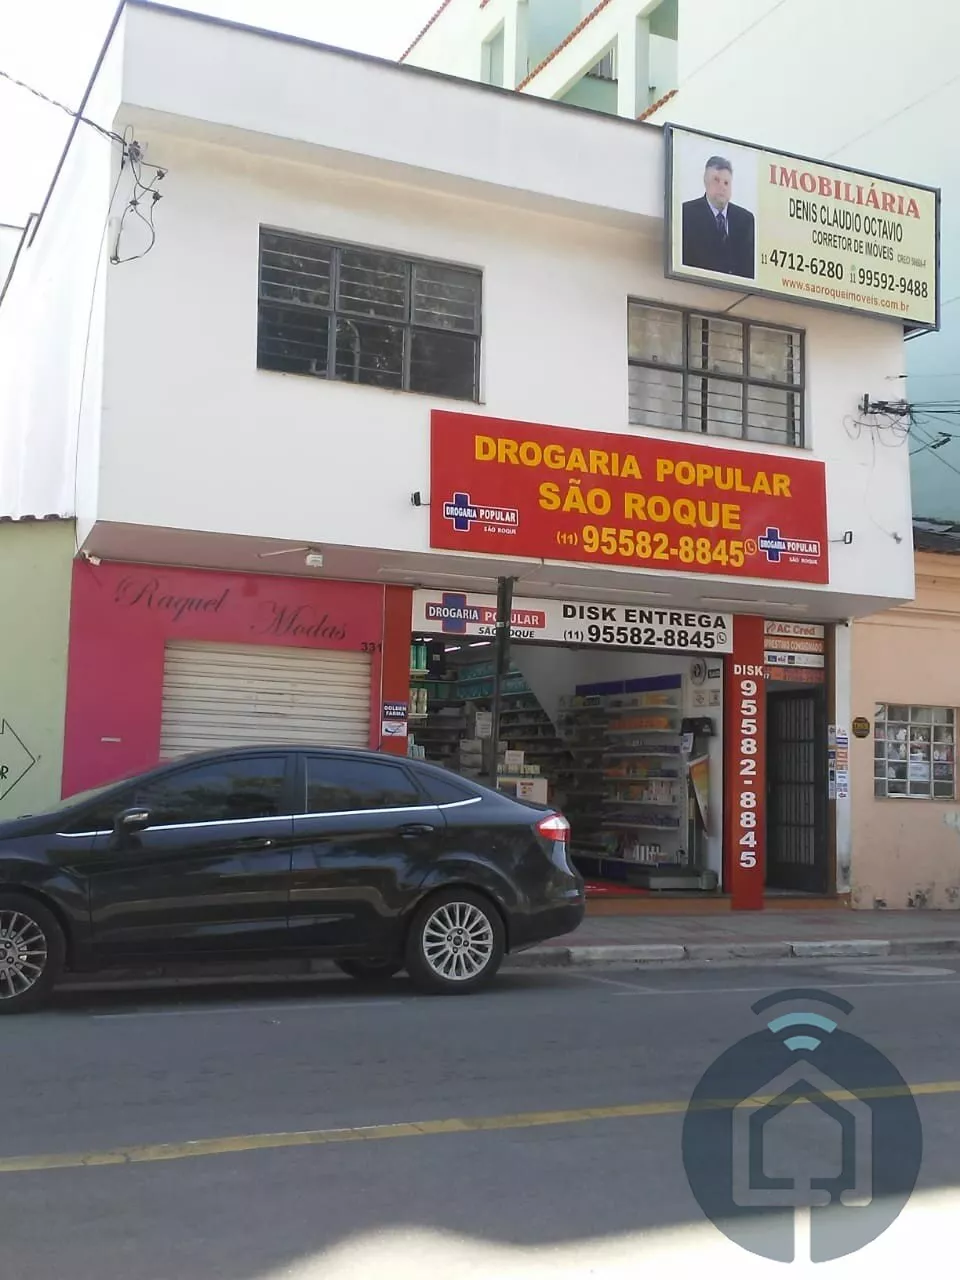 IMOBILIÁRIA
DENIS CLAUDIO OCTAVIO
CORRETOR DE IMÓVEIS
11 4712-6280 11 99592-9488
www.saoroqueimoveis.com.br
DROGARIA POPULAR
SÃO ROQUE
(11) 95582-8845
DROGARIA POPULAR
SÃO ROQUE
DROGARIA POPULAR
SÃO ROQUE
Raquel Modas
331
DROGARIA POPULAR
SÃO ROQUE
DISK ENTREGA
(11) 95582-8845
AC Cred
DISK
95582-8845